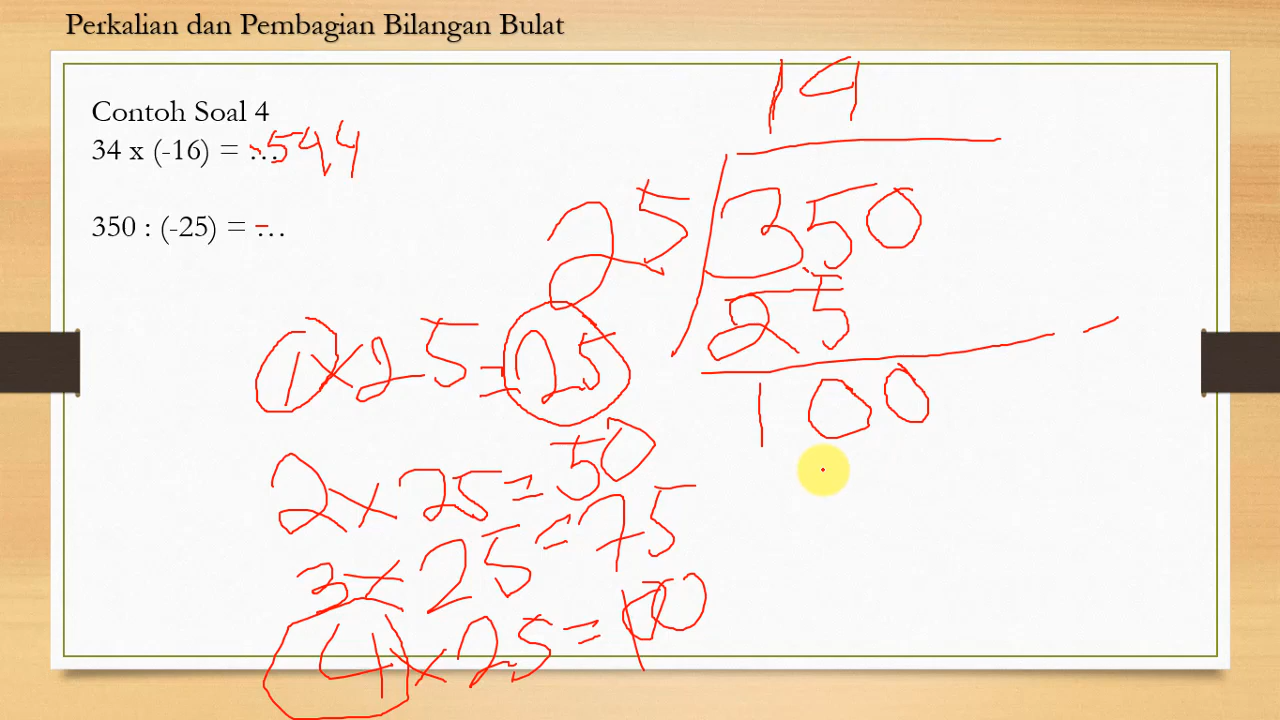 Perkalian dan Pembagian Bilangan Bulat
Contoh Soal 4
34 x (-16) = ... -544
350 : (-25) = ... -
14
25 / 350
25 -
100
1 x 25 = 25
2 x 25 = 50
3 x 25 = 75
4 x 25 = 100